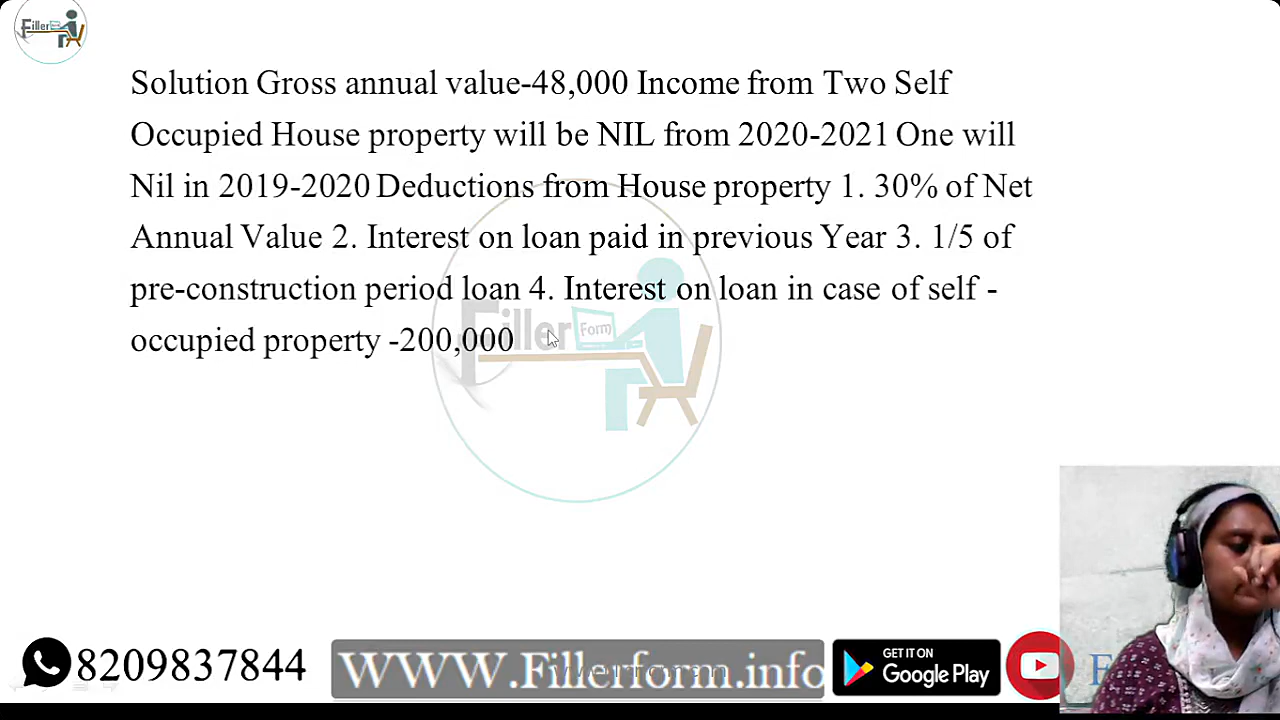 Filler
Solution Gross annual value-48,000 Income from Two Self
Occupied House property will be NIL from 2020-2021 One will
Nil in 2019-2020 Deductions from House property 1. 30% of Net
Annual Value 2. Interest on loan paid in previous Year 3. 1/5 of
pre-construction period loan 4. Interest on loan in case of self -
occupied property -200,000
Filler Form
8209837844
WWW.Fillerform.info
GET IT ON
Google Play
F